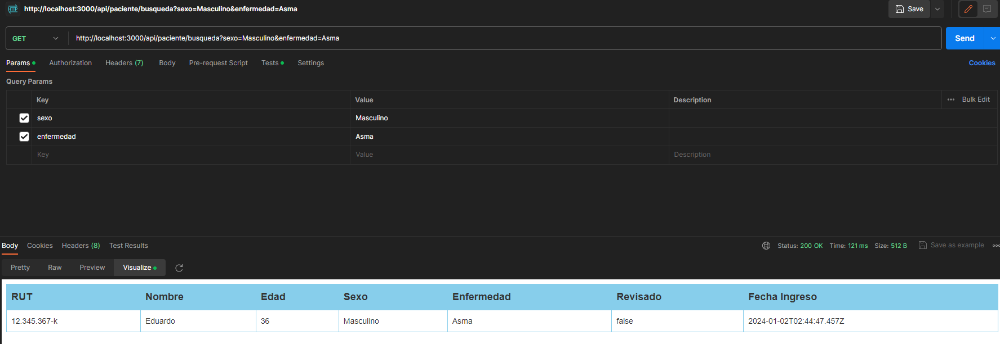 HTTP http://localhost:3000/api/paciente/busqueda?sexo=Masculino&enfermedad=Asma Save
GET http://localhost:3000/api/paciente/busqueda?sexo=Masculino&enfermedad=Asma Send
Params Authorization Headers (7) Body Pre-request Script Tests Settings Cookies
Query Params
Key Value Description ••• Bulk Edit
sexo Masculino
enfermedad Asma
Key Value Description
Body Cookies Headers (8) Test Results Status: 200 OK Time: 121 ms Size: 512 B Save as example
Pretty Raw Preview Visualize
RUT Nombre Edad Sexo Enfermedad Revisado Fecha Ingreso
12.345.367-k Eduardo 36 Masculino Asma false 2024-01-02T02:44:47.457Z